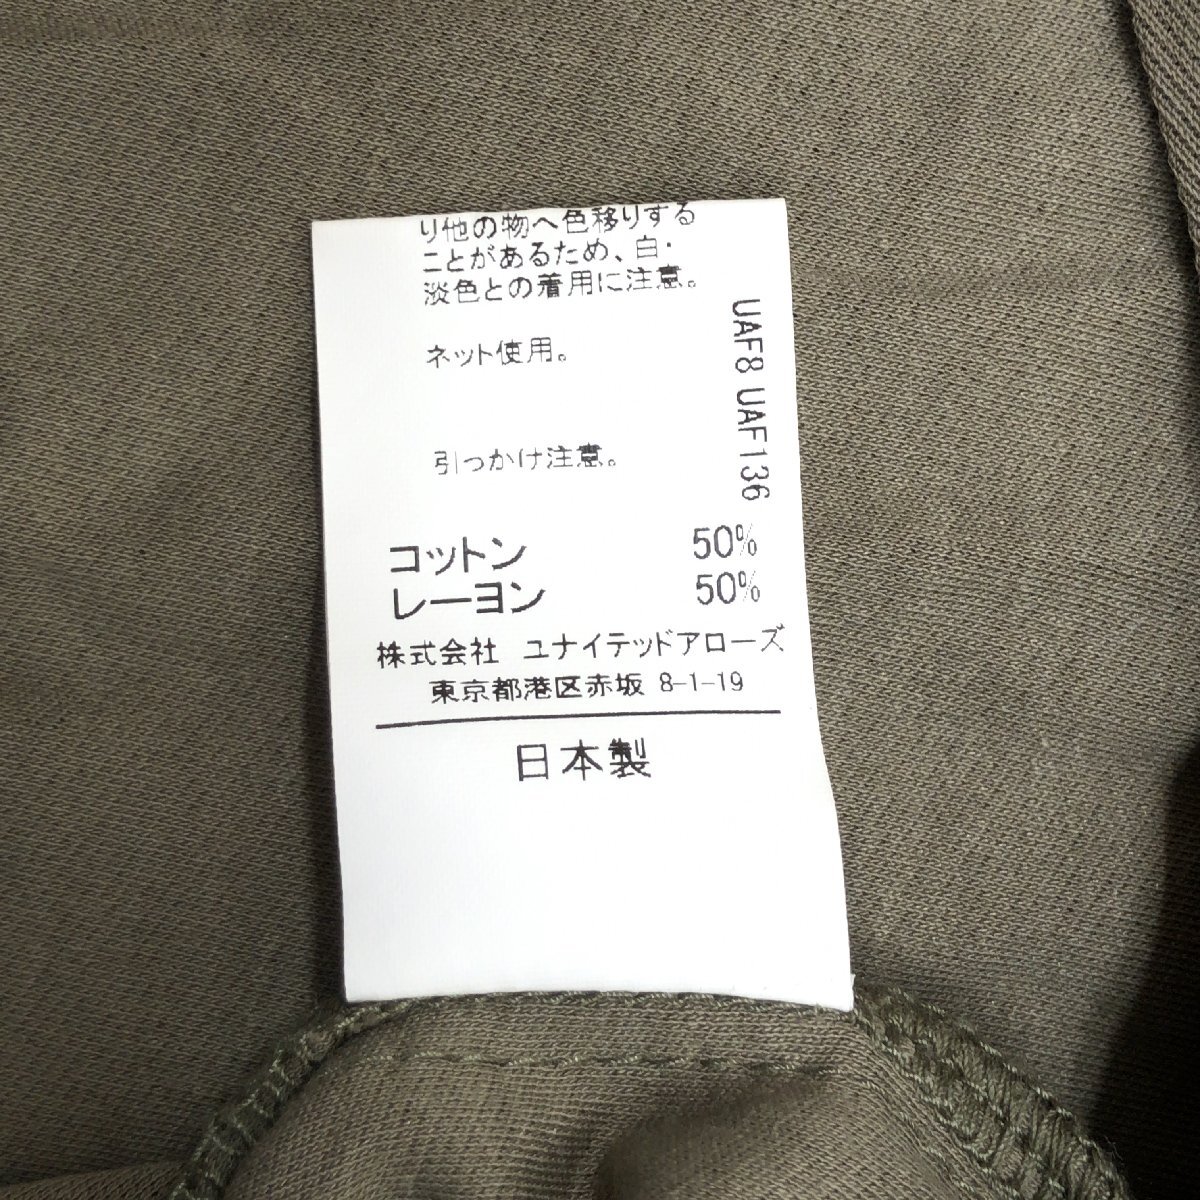 り他の物へ色移りする
ことがあるため、白・
淡色との着用に注意。
ネット使用。
引っかけ注意。
UAF8 UAF136
コットン 50%
レーヨン 50%
株式会社 ユナイテッドアローズ
東京都港区赤坂 8-1-19
日本製